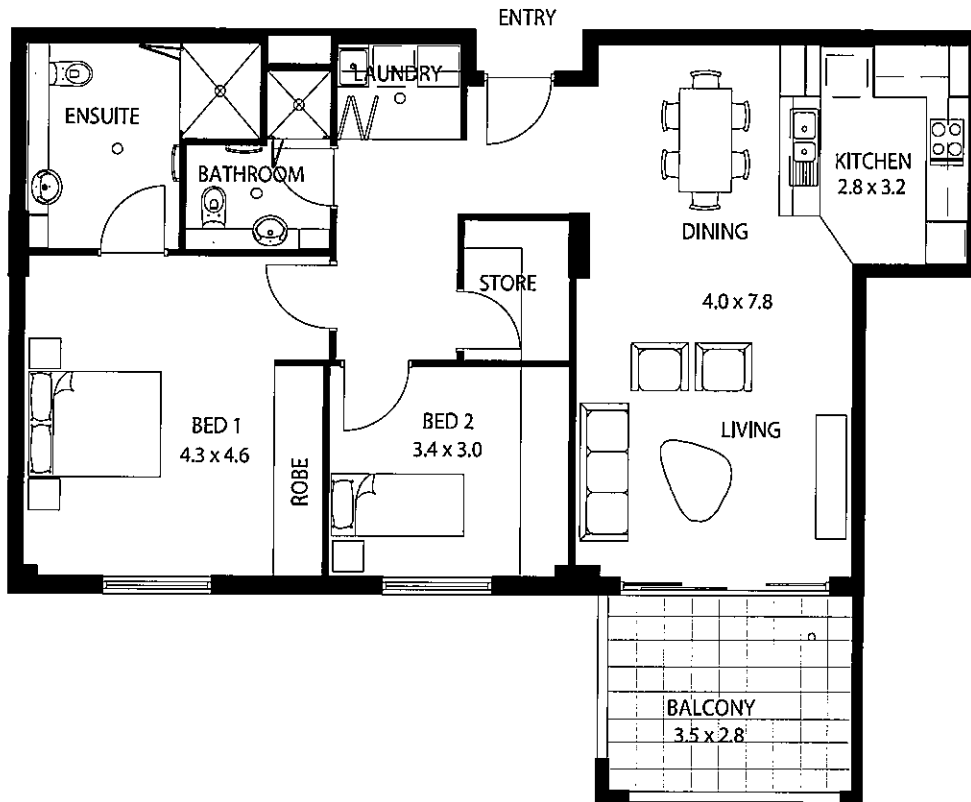 ENTRY
LAUNDRY
ENSUITE
BATHROOM
KITCHEN
2.8 x 3.2
DINING
STORE
4.0 x 7.8
BED 1
4.3 x 4.6
ROBE
BED 2
3.4 x 3.0
LIVING
BALCONY
3.5 x 2.8